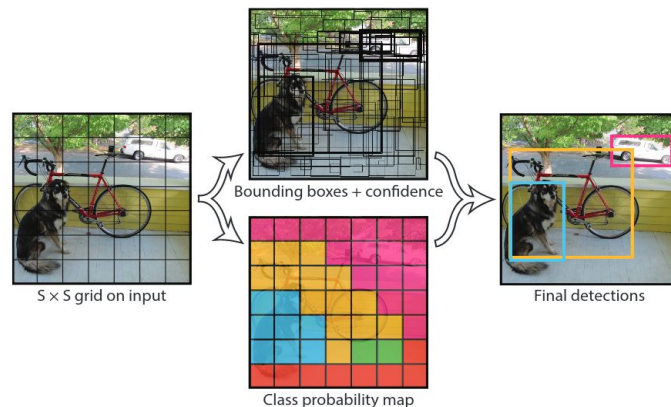 S × S grid on input
Bounding boxes + confidence
Class probability map
Final detections